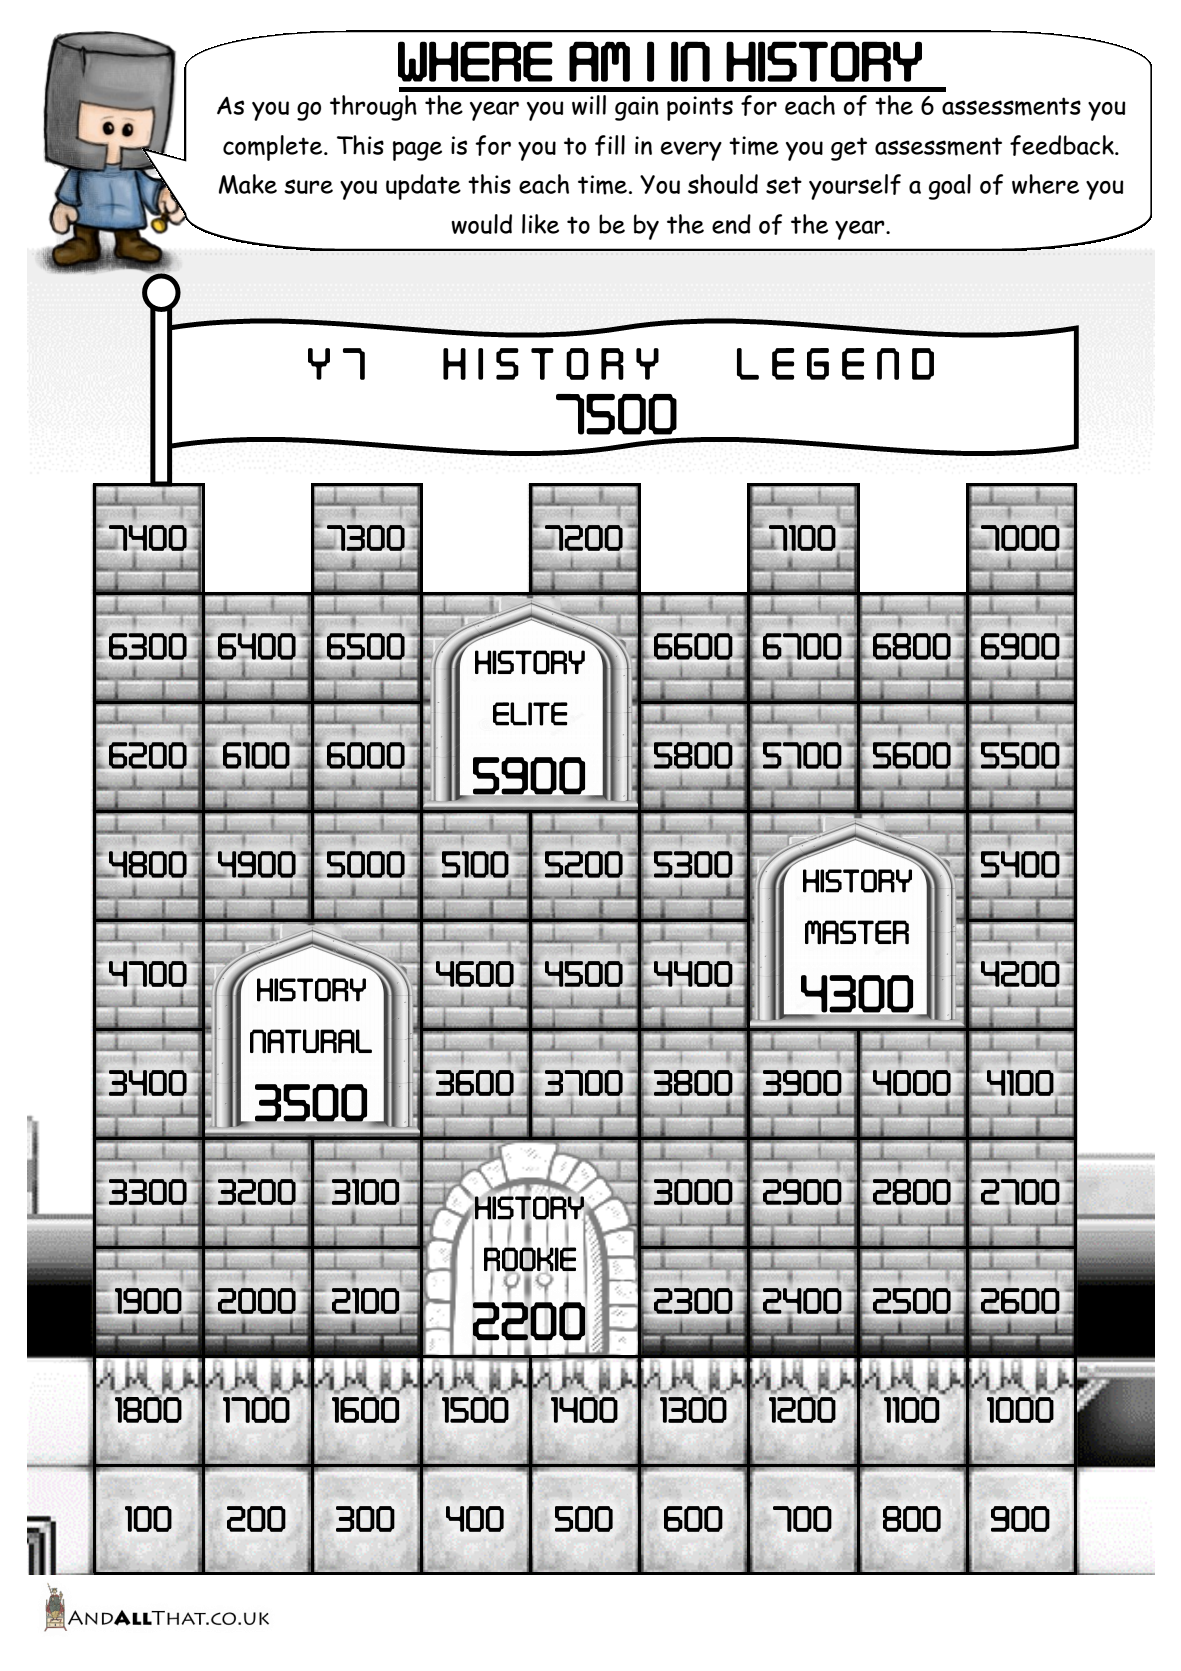 WHERE AM I IN HISTORY
As you go through the year you will gain points for each of the 6 assessments you
complete. This page is for you to fill in every time you get assessment feedback.
Make sure you update this each time. You should set yourself a goal of where you
would like to be by the end of the year.
Y7 HISTORY LEGEND
7500
7400 7300 7200 7100 7000
6300 6400 6500 6600 6700 6800 6900
HISTORY
ELITE
5900
6200 6100 6000 5800 5700 5600 5500
4800 4900 5000 5100 5200 5300 5400
HISTORY
MASTER
4300
4700 4600 4500 4400 4200
HISTORY
NATURAL
3500
3400 3600 3700 3800 3900 4000 4100
3300 3200 3100 3000 2900 2800 2700
HISTORY
ROOKIE
2200
1900 2000 2100 2300 2400 2500 2600
1800 1700 1600 1500 1400 1300 1200 1100 1000
100 200 300 400 500 600 700 800 900
ANDALLTHAT.CO.UK